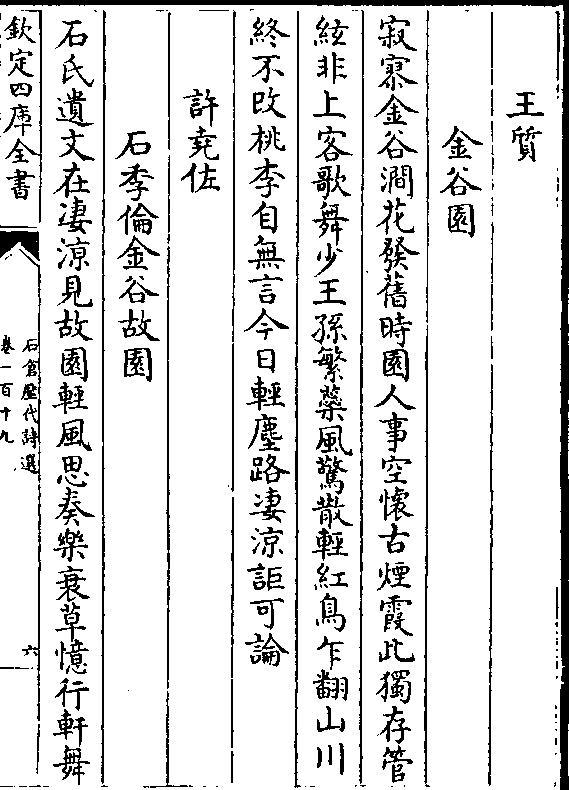 王質
金谷園
寂寥金谷澗花發舊時園人事空懷古煙霞此獨存管
絃非上客歌舞少王孫繁蘂風驚散輕紅鳥乍翻山川
終不改桃李自無言今日輕塵路凄涼詎可論
許堯佐
石季倫金谷故園
石氏遺文在凄涼見故園輕風思奏樂衰草憶行軒舞
欽定四庫全書
石倉歷代詩選
卷一百十九
六